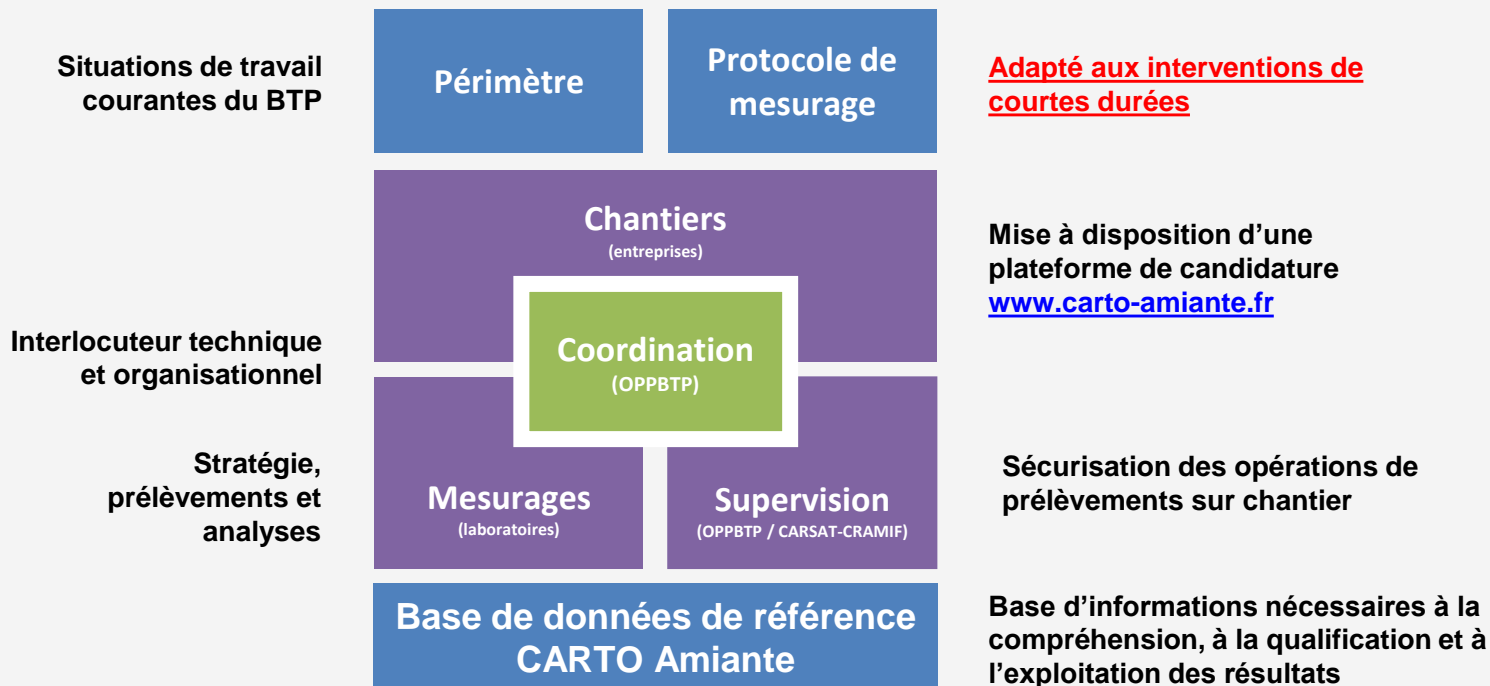 Situations de travail
courantes du BTP
Périmètre
Protocole de
mesurage
Adapté aux interventions de
courtes durées
Chantiers
(entreprises)
Mise à disposition d'une
plateforme de candidature
www.carto-amiante.fr
Interlocuteur technique
et organisationnel
Coordination
(OPPBTP)
Stratégie,
prélèvements et
analyses
Mesurages
(laboratoires)
Supervision
(OPPBTP / CARSAT-CRAMIF)
Sécurisation des opérations de
prélèvements sur chantier
Base de données de référence
CARTO Amiante
Base d'informations nécessaires à la
compréhension, à la qualification et à
l'exploitation des résultats